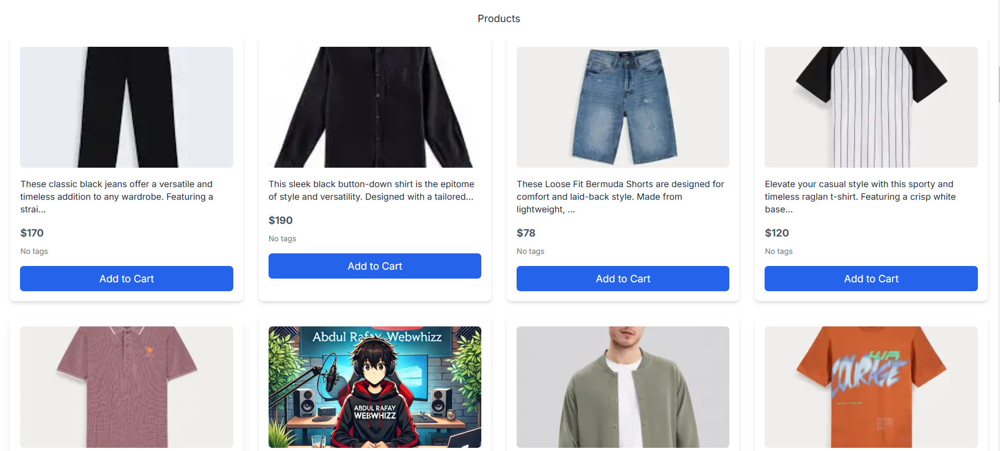 Products
These classic black jeans offer a versatile and
timeless addition to any wardrobe. Featuring a
strai...
$170
No tags
Add to Cart
This sleek black button-down shirt is the epitome
of style and versatility. Designed with a tailored...
$190
No tags
Add to Cart
These Loose Fit Bermuda Shorts are designed for
comfort and laid-back style. Made from
lightweight, ...
$78
No tags
Add to Cart
Elevate your casual style with this sporty and
timeless raglan t-shirt. Featuring a crisp white
base...
$120
No tags
Add to Cart
Abdul Rafay Webwhizz
ABDUL RAFAY
WEBWHIZZ
COURAGE